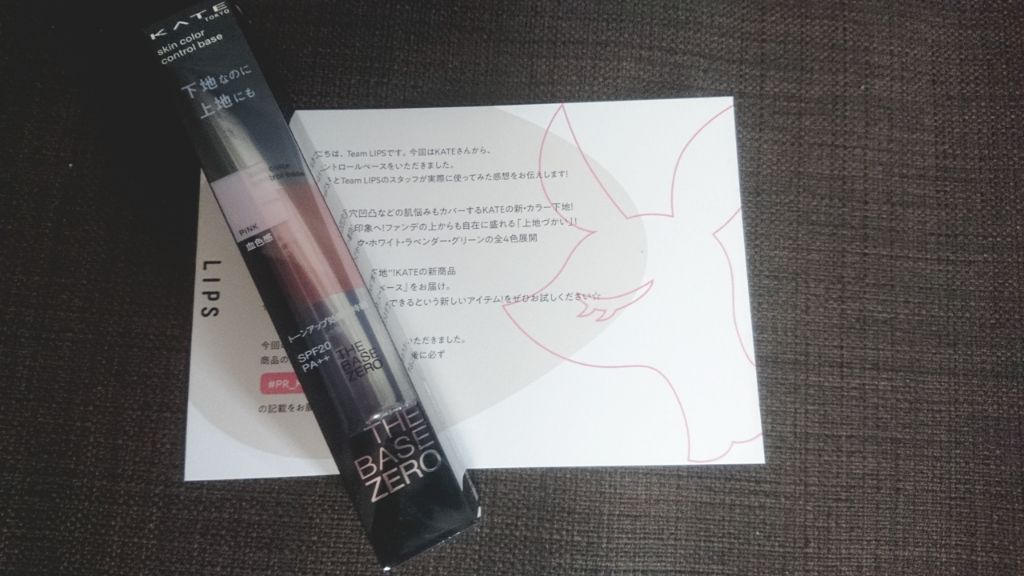 KATE
TOKYO
skin color
control base
下地なのに
上地にも
PINK
血色感
トーンアップ
SPF20
PA++
THE
BASE
ZERO
THE
BASE
ZERO
LIPS
にちは、Team LIPSです。今回はKATEさんから、
ントロールベースをいただきました。
とTeam LIPSのスタッフが実際に使ってみた感想をお伝えします!
穴凹凸などの肌悩みもカバーするKATEの新・カラー下地!
印象へ!ファンデの上からも自在に盛れる「上地づかい」!
ウ・ホワイト・ラベンダー・グリーンの全4色展開
下地"!KATEの新商品
ベース』をお届け。
できるという新しいアイテム!をぜひお試しください☆
いただきました。
今回
後に必ず
商品の
#PR_
の記載をお届